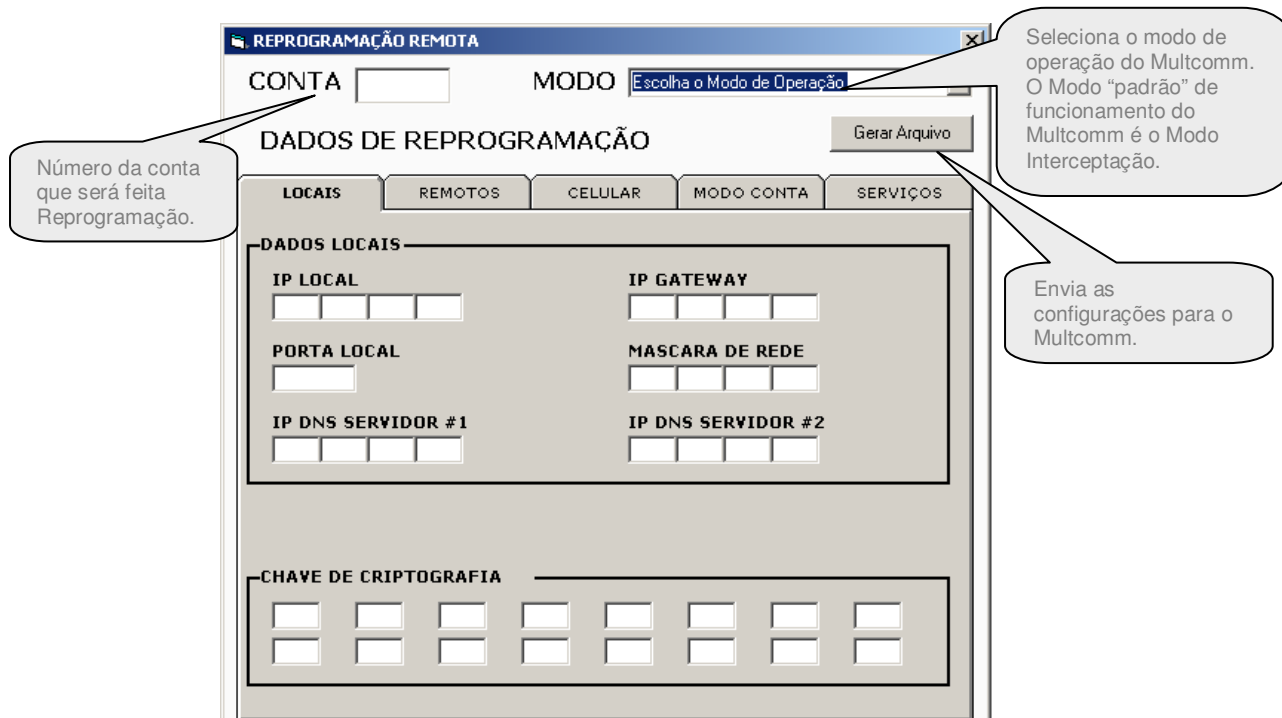 REPROGRAMAÇÃO REMOTA
CONTA
MODO
Escolha o Modo de Operação
Seleciona o modo de
operação do Multcomm.
O Modo “padrão” de
funcionamento do
Multcomm é o Modo
Interceptação.
DADOS DE REPROGRAMAÇÃO
Gerar Arquivo
Número da conta
que será feita
Reprogramação.
LOCAIS
REMOTOS
CELULAR
MODO CONTA
SERVIÇOS
DADOS LOCAIS
IP LOCAL
IP GATEWAY
Envia as
configurações para o
Multcomm.
PORTA LOCAL
MASCARA DE REDE
IP DNS SERVIDOR #1
IP DNS SERVIDOR #2
CHAVE DE CRIPTOGRAFIA